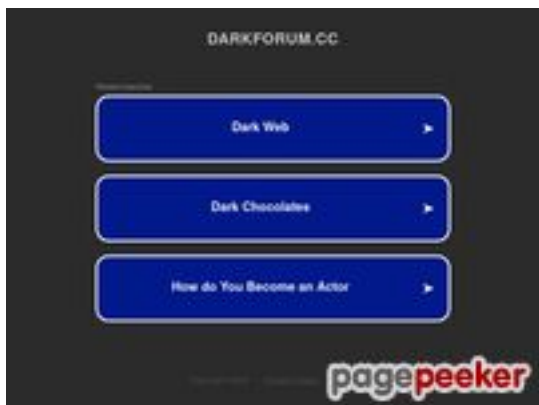 DARKFORUM.CC
Dark Web
Dark Chocolates
How do You Become an Actor
pagepeeker